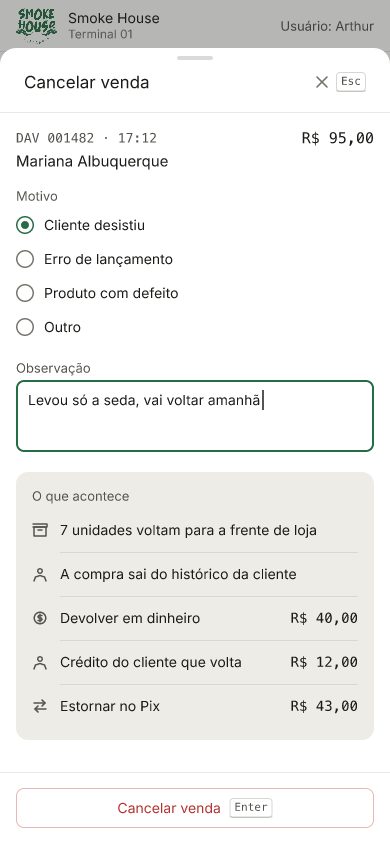 SMOKE
HOUSE
Smoke House
Terminal 01
Usuário: Arthur
Cancelar venda
Esc
DAV 001482 · 17:12
R$ 95,00
Mariana Albuquerque
Motivo
Cliente desistiu
Erro de lançamento
Produto com defeito
Outro
Observação
Levou só a seda, vai voltar amanhã
O que acontece
7 unidades voltam para a frente de loja
A compra sai do histórico da cliente
Devolver em dinheiro R$ 40,00
Crédito do cliente que volta R$ 12,00
Estornar no Pix R$ 43,00
Cancelar venda Enter